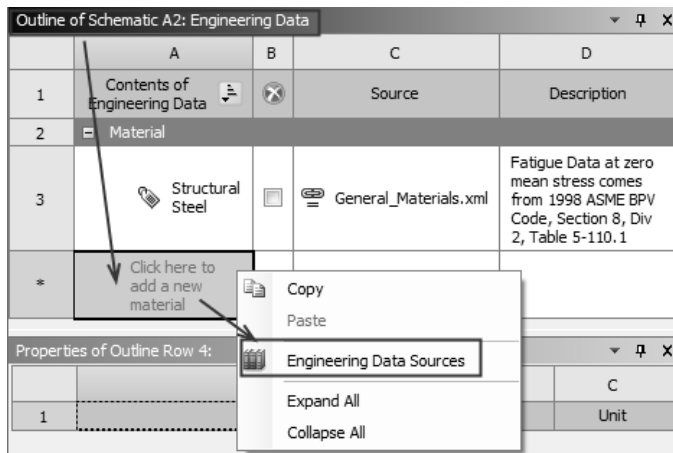 Outline of Schematic A2: Engineering Data
A B C D
1 Contents of Engineering Data Source Description
2 Material
3 Structural Steel General_Materials.xml
Fatigue Data at zero
mean stress comes
from 1998 ASME BPV
Code, Section 8, Div
2, Table 5-110.1
* Click here to
add a new
material
Copy
Paste
Engineering Data Sources
Expand All
Collapse All
Properties of Outline Row 4:
C
1 Unit